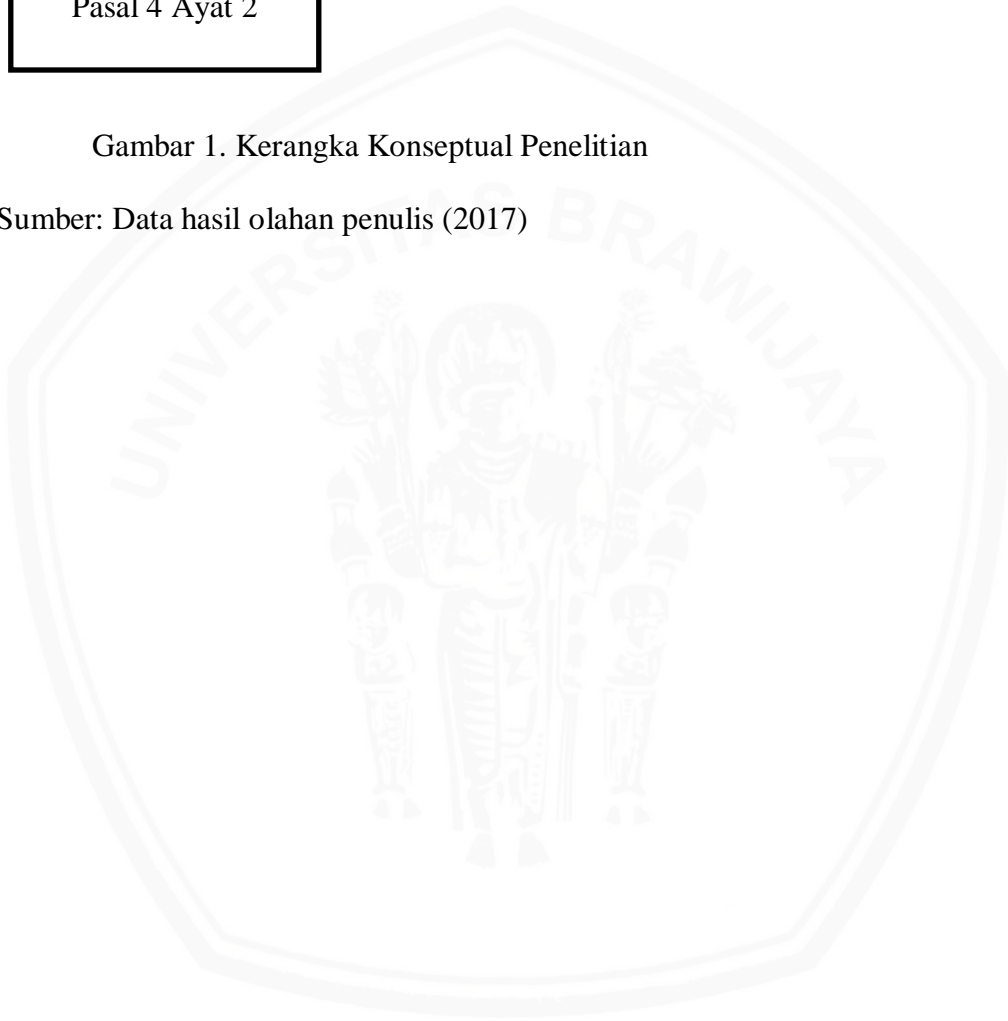 Pasal 4 Ayat 2
Gambar 1. Kerangka Konseptual Penelitian
Sumber: Data hasil olahan penulis (2017)
UNIVERSITAS BRAWIJAYA